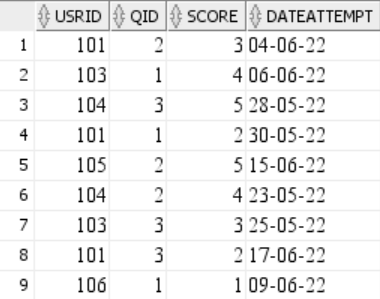 USRID QID SCORE DATEATTEMPT
1 101 2 3 04-06-22
2 103 1 4 06-06-22
3 104 3 5 28-05-22
4 101 1 2 30-05-22
5 105 2 5 15-06-22
6 104 2 4 23-05-22
7 103 3 3 25-05-22
8 101 3 2 17-06-22
9 106 1 1 09-06-22